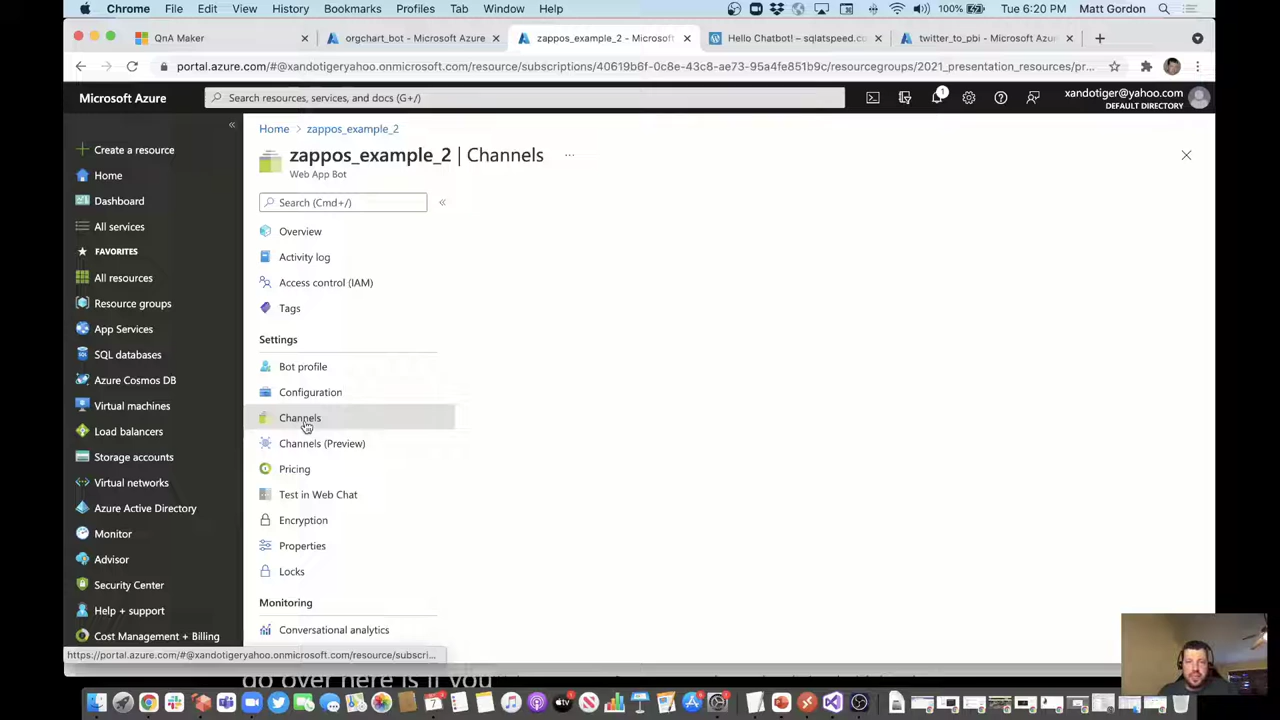 Chrome File Edit View History Bookmarks Profiles Tab Window Help 100% Tue 6:20 PM Matt Gordon
QnA Maker orgchart_bot - Microsoft Azure zappos_example_2 - Microsoft Hello Chatbot! – sqlatspeed.co twitter_to_pbi - Microsoft Azure
portal.azure.com/#@xandotigeryahoo.onmicrosoft.com/resource/subscriptions/40619b6f-0c8e-43c8-ae73-95a4fe851b9c/resourcegroups/2021_presentation_resources/pr...
Microsoft Azure Search resources, services, and docs (G+/) 1 xandotiger@yahoo.com
DEFAULT DIRECTORY
« Home > zappos_example_2
Create a resource
Home
Dashboard
All services
FAVORITES
All resources
Resource groups
App Services
SQL databases
Azure Cosmos DB
Virtual machines
Load balancers
Storage accounts
Virtual networks
Azure Active Directory
Monitor
Advisor
Security Center
Help + support
Cost Management + Billing
zappos_example_2 | Channels ...
Web App Bot
Search (Cmd+/) «
Overview
Activity log
Access control (IAM)
Tags
Settings
Bot profile
Configuration
Channels
Channels (Preview)
Pricing
Test in Web Chat
Encryption
Properties
Locks
Monitoring
Conversational analytics
https://portal.azure.com/#@xandotigeryahoo.onmicrosoft.com/resource/subscri...
go over here is if you